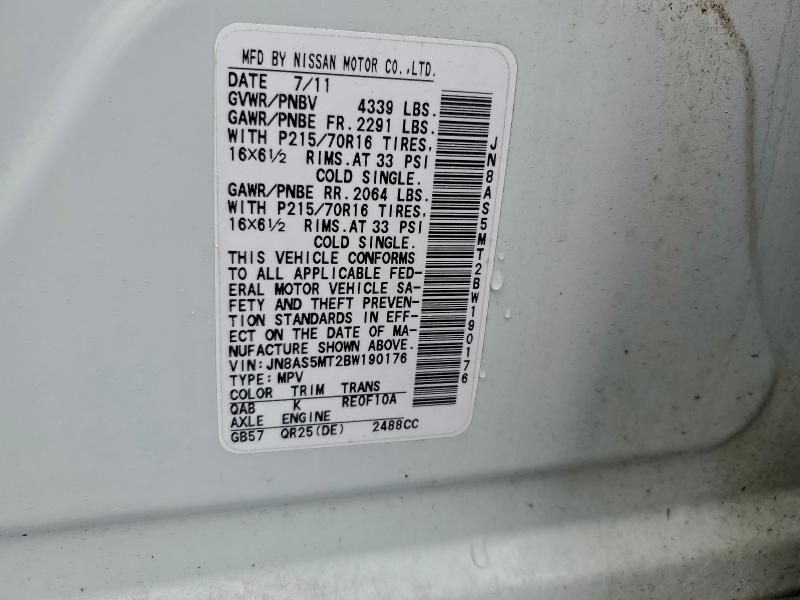 MFD BY NISSAN MOTOR CO.,LTD.
DATE 7/11
GVWR/PNBV 4339 LBS.
GAWR/PNBE FR. 2291 LBS.
WITH P215/70R16 TIRES,
16X6½ RIMS.AT 33 PSI
COLD SINGLE.
GAWR/PNBE RR. 2064 LBS.
WITH P215/70R16 TIRES,
16X6½ RIMS.AT 33 PSI
COLD SINGLE.
THIS VEHICLE CONFORMS
TO ALL APPLICABLE FED-
ERAL MOTOR VEHICLE SA-
FETY AND THEFT PREVEN-
TION STANDARDS IN EFF-
ECT ON THE DATE OF MA-
NUFACTURE SHOWN ABOVE.
VIN:JN8AS5MT2BW190176
TYPE:MPV
COLOR TRIM TRANS
QAB K RE0F10A
AXLE ENGINE
GB57 QR25(DE) 2488CC
JN8AS5MT2BW190176